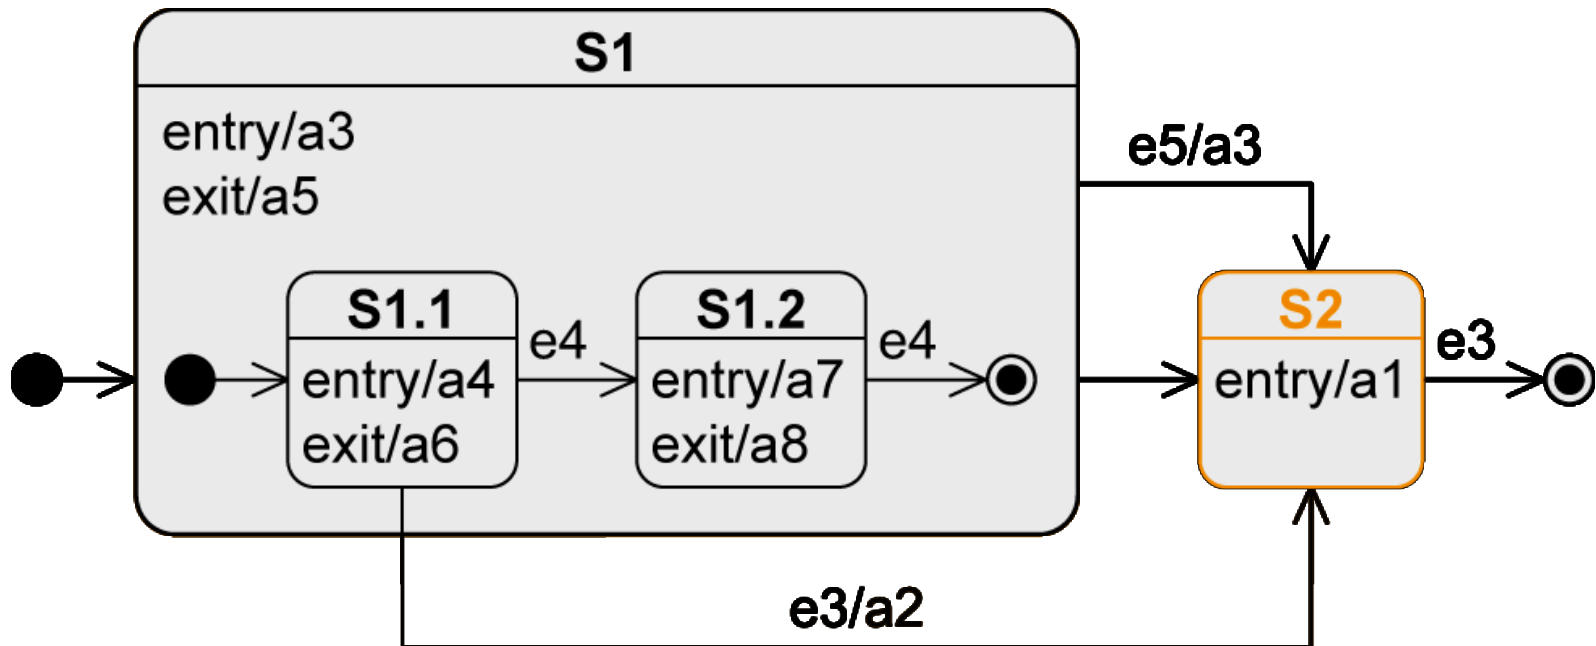 S1
entry/a3
exit/a5
e5/a3
S1.1
entry/a4
exit/a6
e4
S1.2
entry/a7
exit/a8
e4
S2
entry/a1
e3
e3/a2